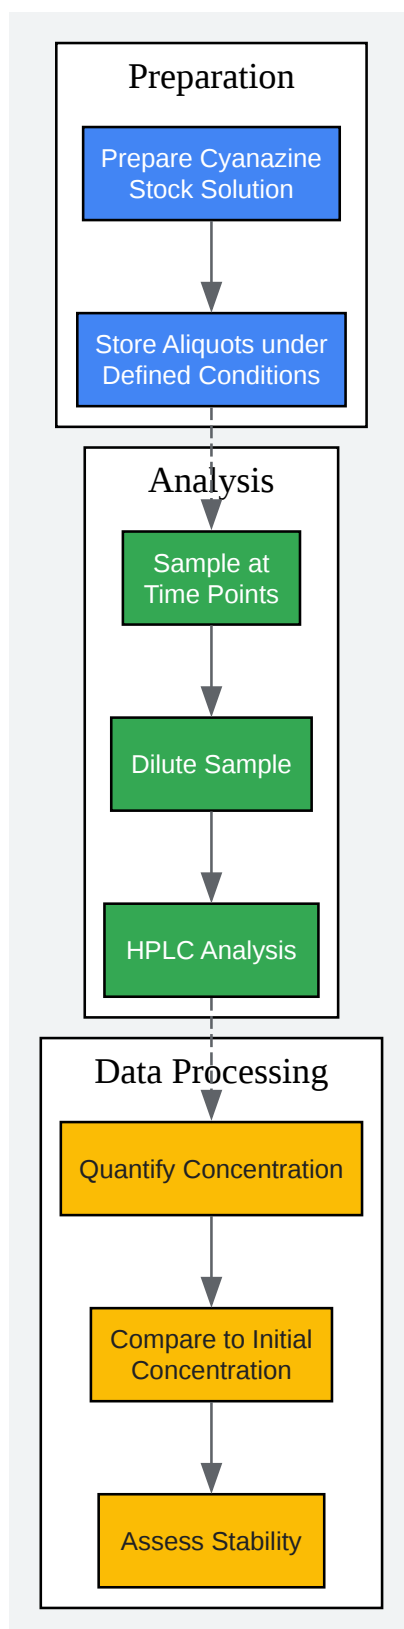 Preparation
Prepare Cyanazine
Stock Solution
Store Aliquots under
Defined Conditions
Analysis
Sample at
Time Points
Dilute Sample
HPLC Analysis
Data Processing
Quantify Concentration
Compare to Initial
Concentration
Assess Stability